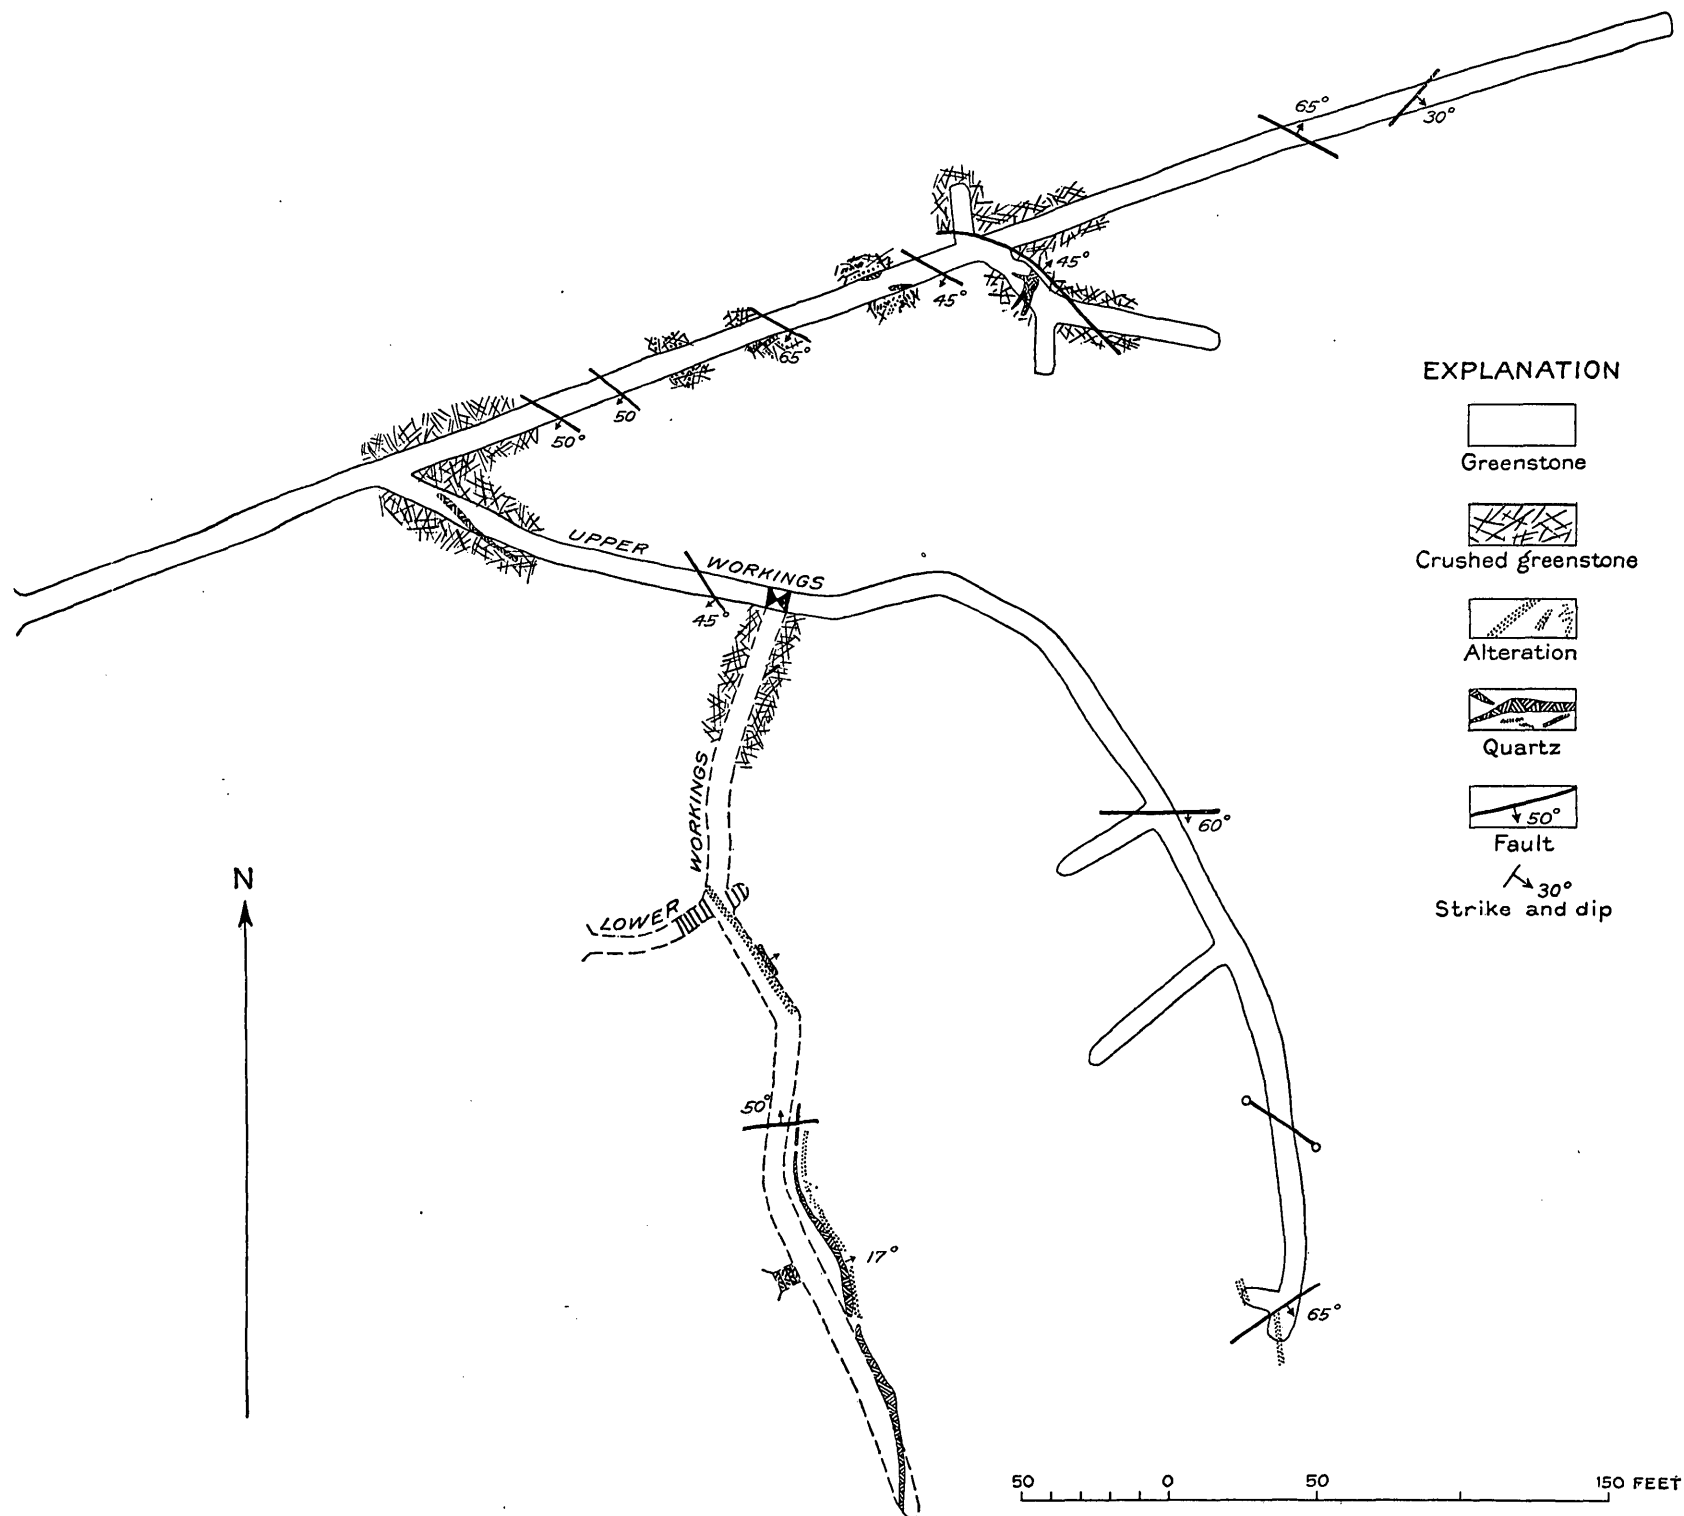 65°
30°
45°
45°
65°
50
50°
UPPER WORKINGS
45°
LOWER WORKINGS
60°
50°
17°
65°
N
EXPLANATION
Greenstone
Crushed greenstone
Alteration
Quartz
50°
Fault
30°
Strike and dip
50 0 50 150 FEET